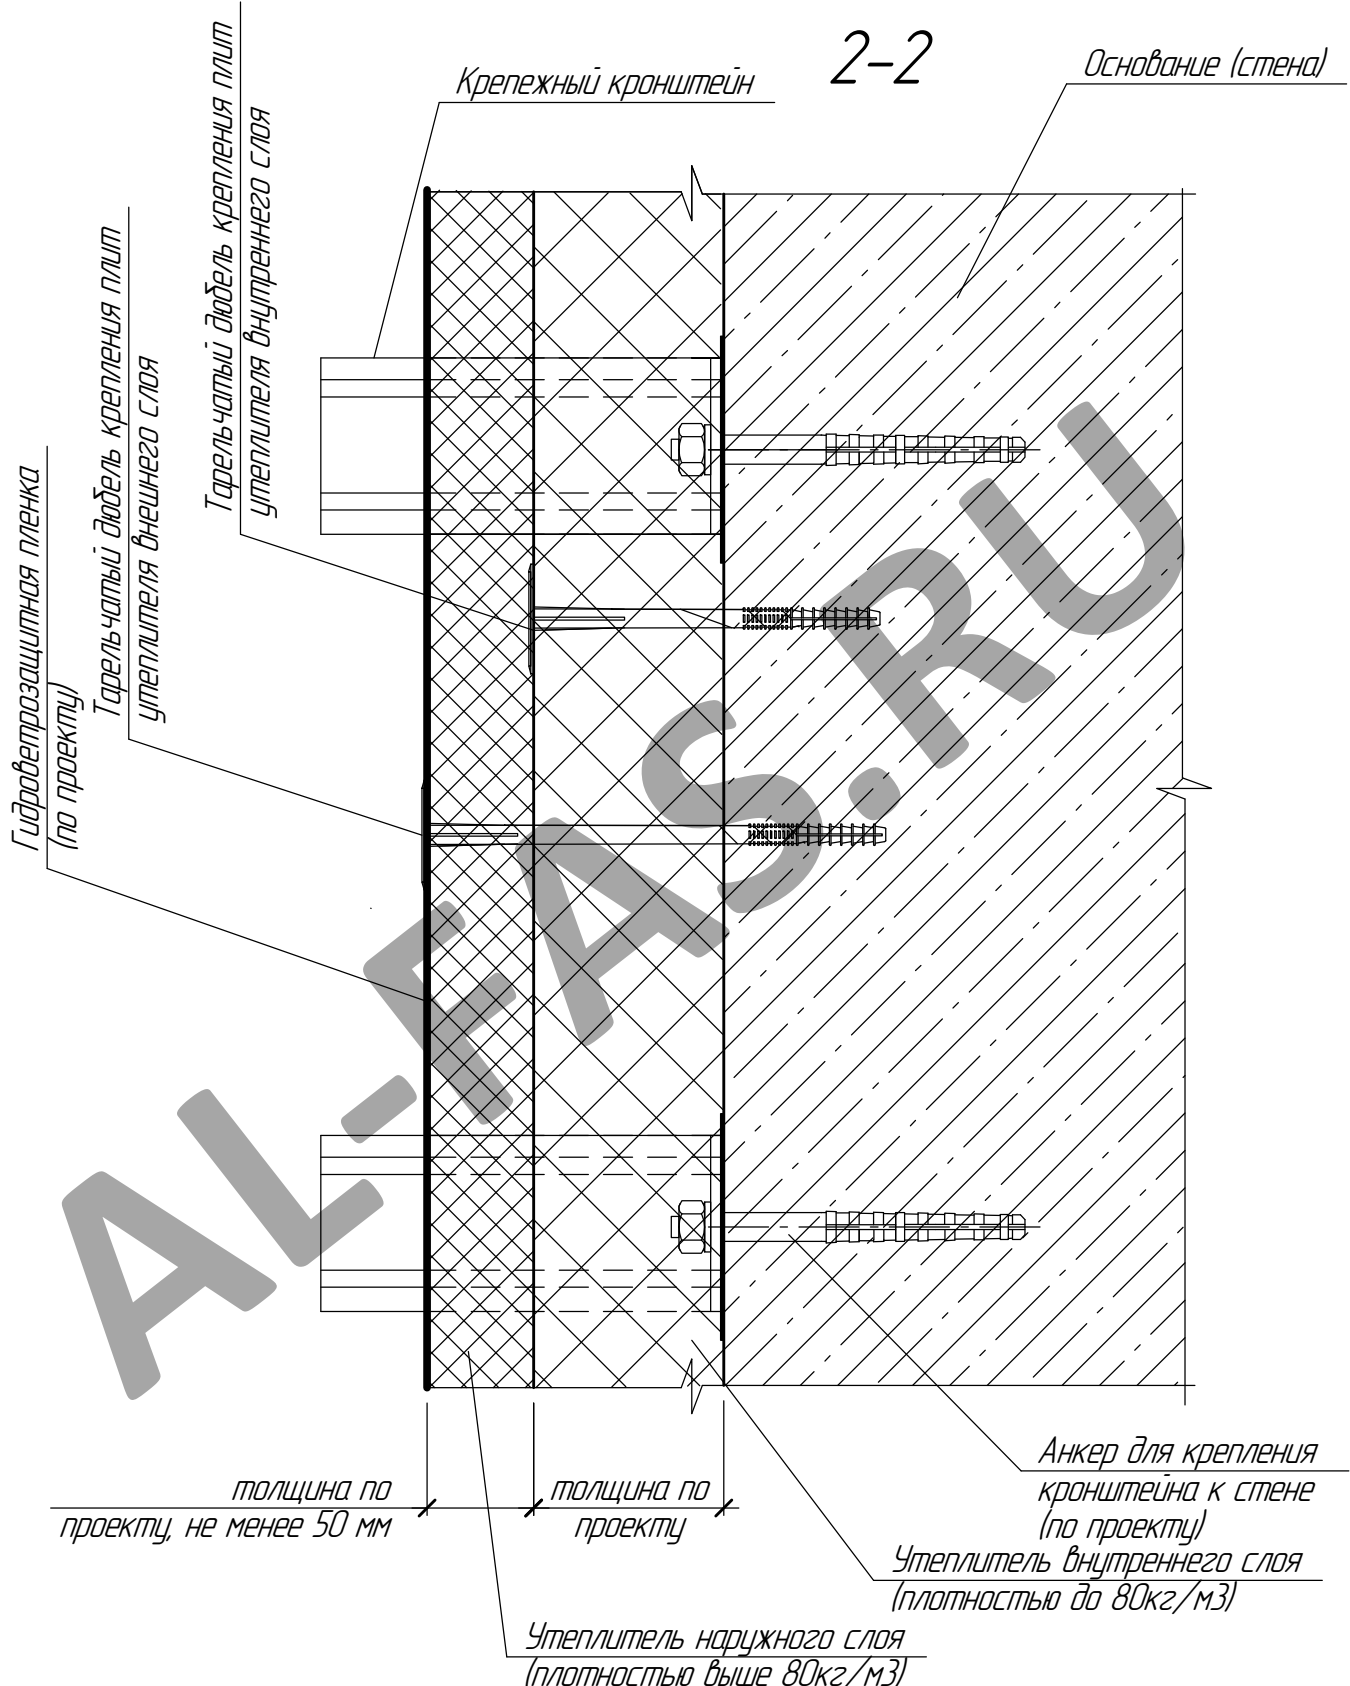 2-2
Крепежный кронштейн
Основание (стена)
Тарельчатый дюбель крепления плит
утеплителя внутреннего слоя
Тарельчатый дюбель крепления плит
утеплителя внешнего слоя
Гидроветрозащитная пленка
(по проекту)
AL-FAS.RU
толщина по
проекту, не менее 50 мм
толщина по
проекту
Анкер для крепления
кронштейна к стене
(по проекту)
Утеплитель внутреннего слоя
(плотностью до 80кг/м3)
Утеплитель наружного слоя
(плотностью выше 80кг/м3)